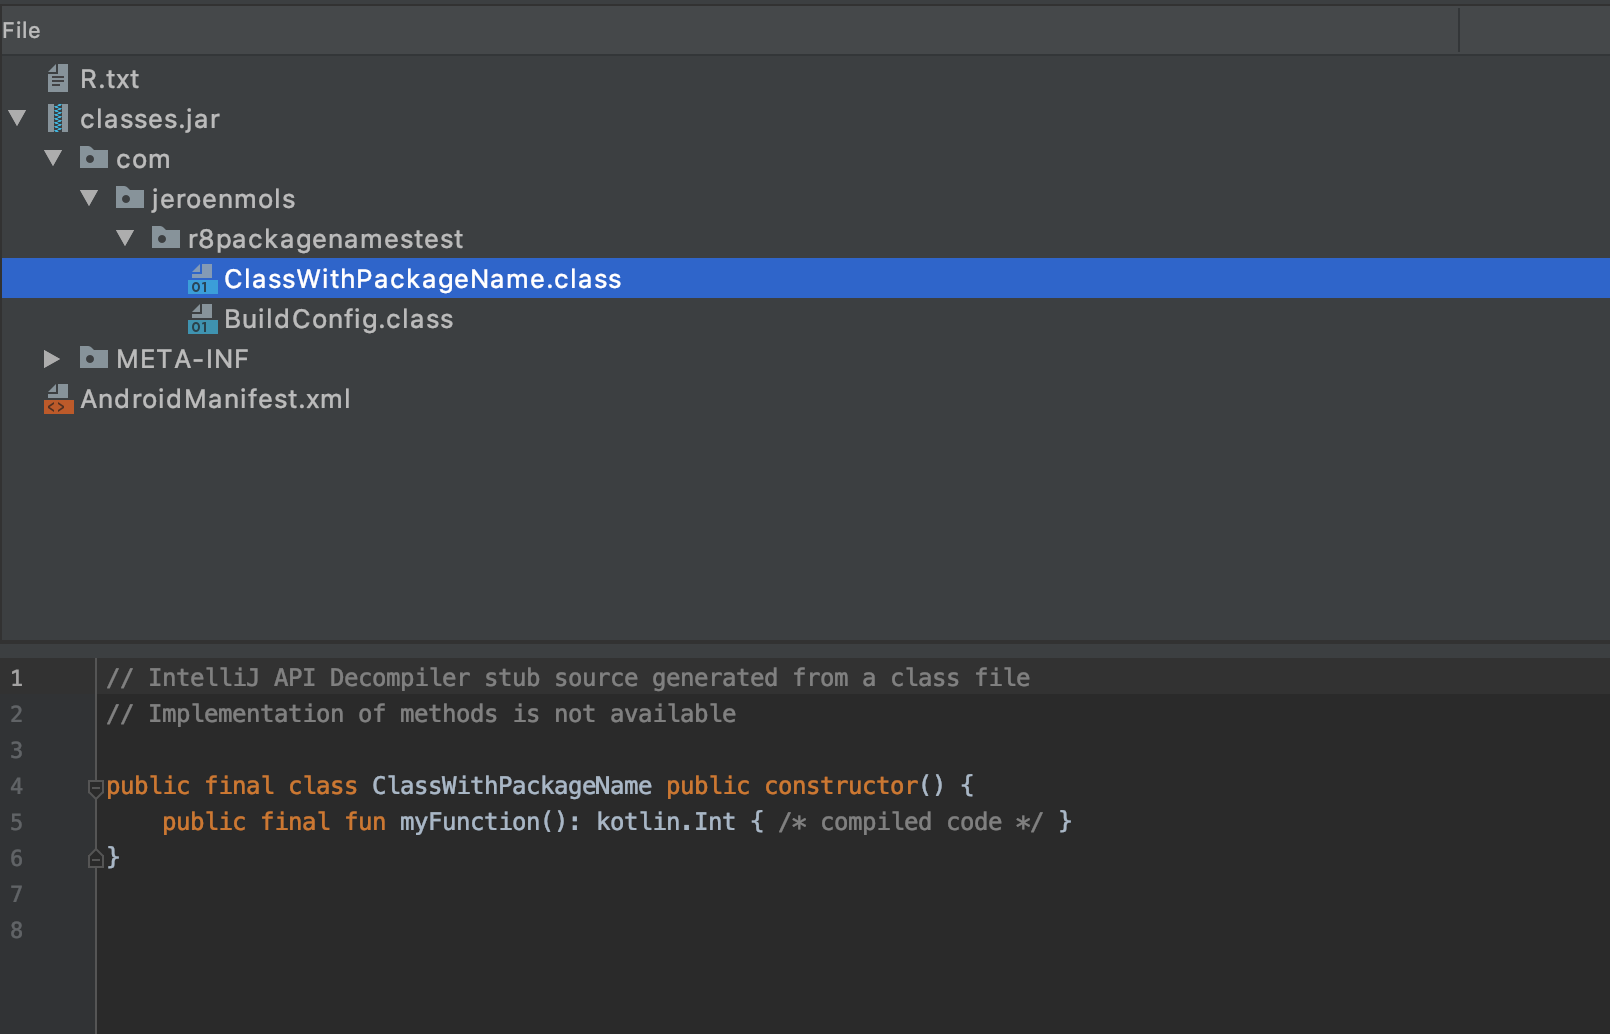 File
R.txt
classes.jar
com
jeroenmols
r8packagenamestest
01 ClassWithPackageName.class
01 BuildConfig.class
META-INF
<> AndroidManifest.xml
1 // IntelliJ API Decompiler stub source generated from a class file
2 // Implementation of methods is not available
3
4 public final class ClassWithPackageName public constructor() {
5 public final fun myFunction(): kotlin.Int { /* compiled code */ }
6 }
7
8